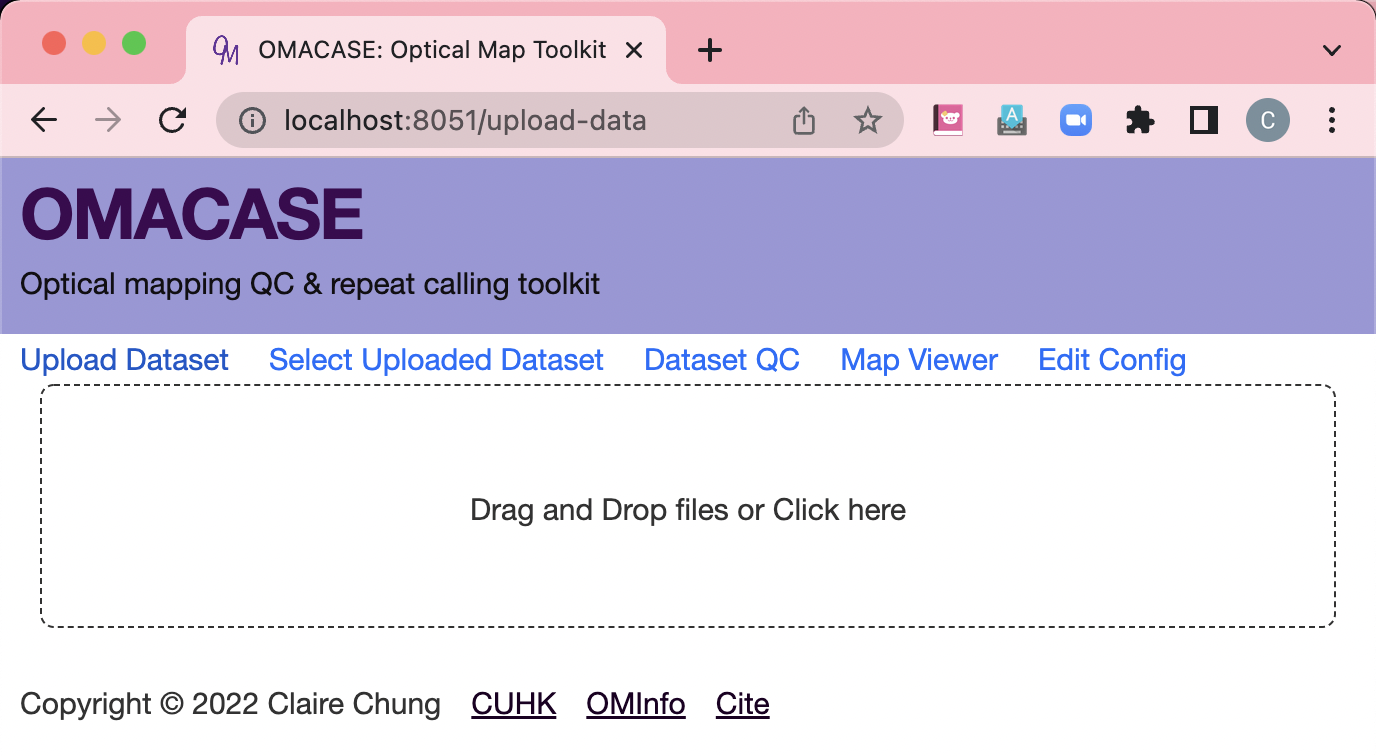 OMACASE: Optical Map Toolkit
localhost:8051/upload-data
A
C
OMACASE
Optical mapping QC & repeat calling toolkit
Upload Dataset Select Uploaded Dataset Dataset QC Map Viewer Edit Config
Drag and Drop files or Click here
Copyright © 2022 Claire Chung CUHK OMInfo Cite